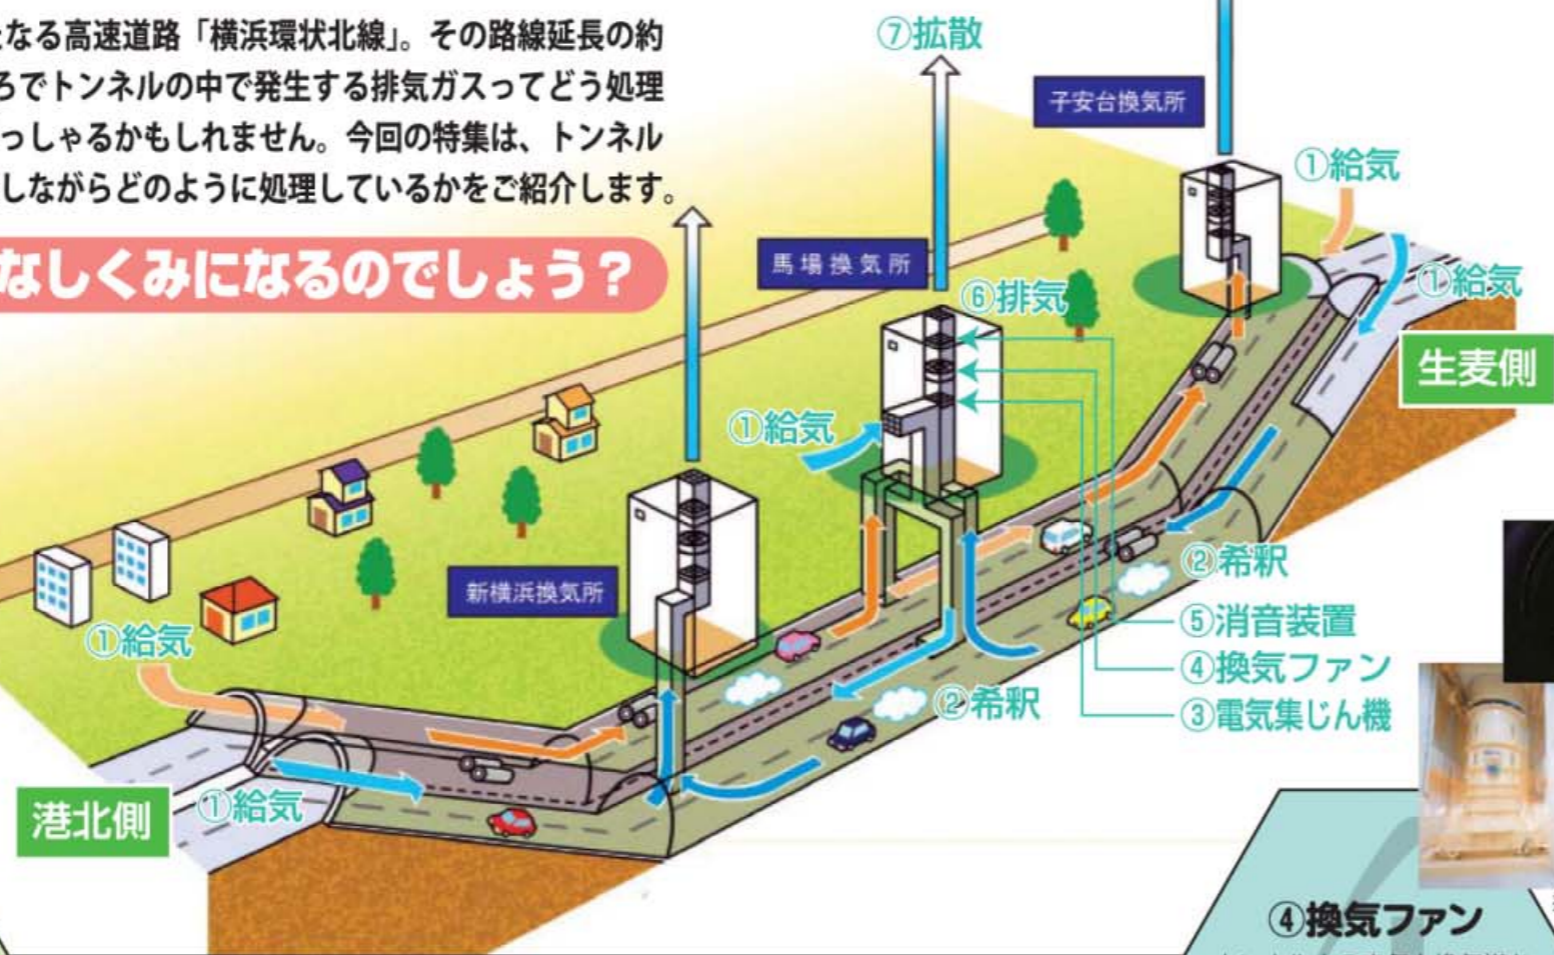 なる高速道路「横浜環状北線」。その路線延長の約
ろでトンネルの中で発生する排気ガスってどう処理
っしゃるかもしれません。今回の特集は、トンネル
しながらどのように処理しているかをご紹介します。
なしくみになるのでしょう？
⑦拡散
子安台換気所
①給気
①給気
馬場換気所
⑥排気
生麦側
①給気
新横浜換気所
②希釈
⑤消音装置
④換気ファン
③電気集じん機
②希釈
①給気
①給気
港北側
④換気ファン